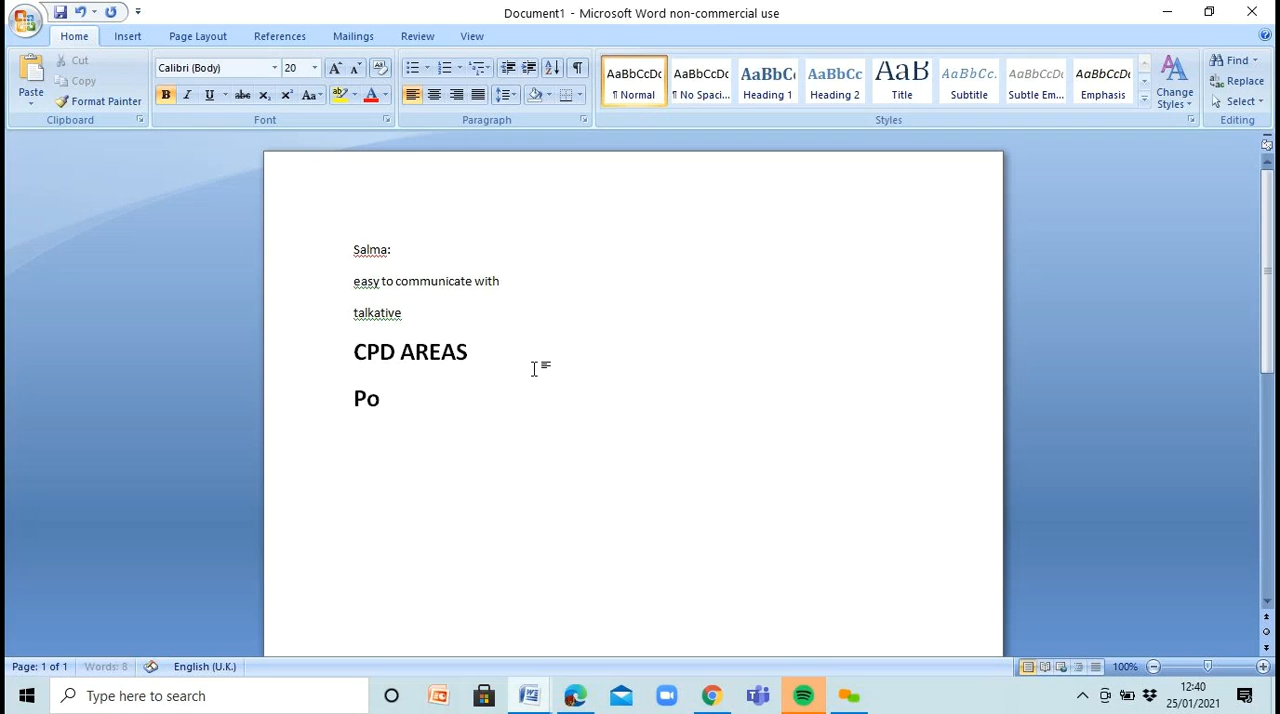 Document1 - Microsoft Word non-commercial use
Home Insert Page Layout References Mailings Review View
Cut
Copy
Format Painter
Paste
Clipboard
Calibri (Body) 20
B I U abc X₂ X² Aa
Font
Paragraph
AaBbCcDc AaBbCcDc AaBbC AaBbCc AaB AaBbCc. AaBbCcDc AaBbCcDc
¶ Normal ¶ No Spaci... Heading 1 Heading 2 Title Subtitle Subtle Em... Emphasis
Change Styles
Styles
Find
Replace
Select
Editing
Salma:
easy to communicate with
talkative
CPD AREAS
Po
Page: 1 of 1 Words: 8 English (U.K.) 100%
Type here to search
12:40
25/01/2021